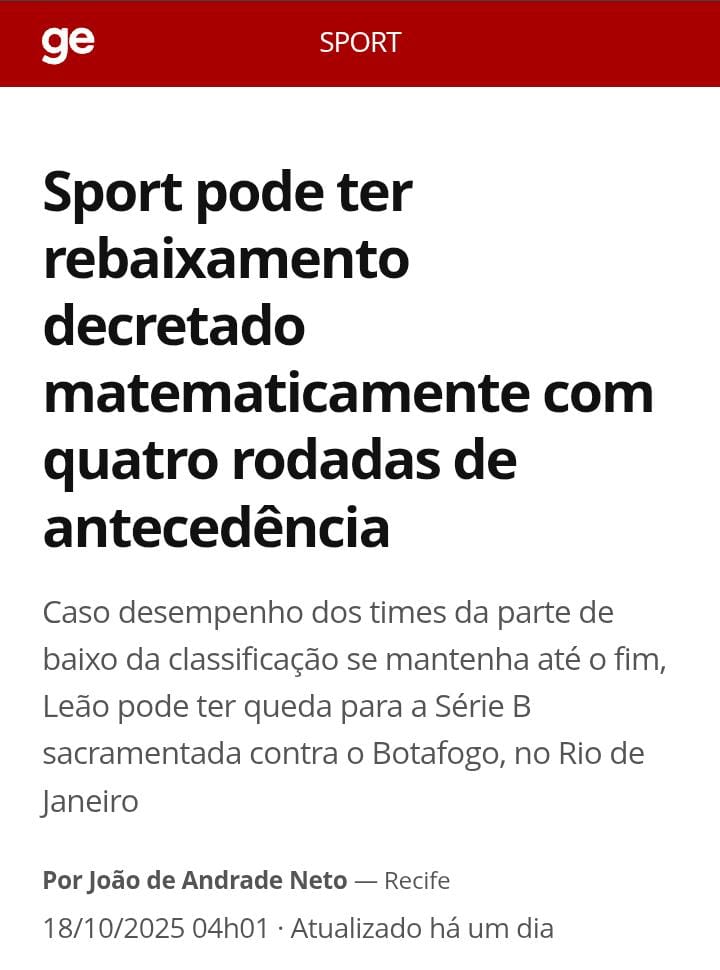 ge
SPORT
Sport pode ter
rebaixamento
decretado
matematicamente com
quatro rodadas de
antecedência
Caso desempenho dos times da parte de
baixo da classificação se mantenha até o fim,
Leão pode ter queda para a Série B
sacramentada contra o Botafogo, no Rio de
Janeiro
Por João de Andrade Neto — Recife
18/10/2025 04h01 · Atualizado há um dia